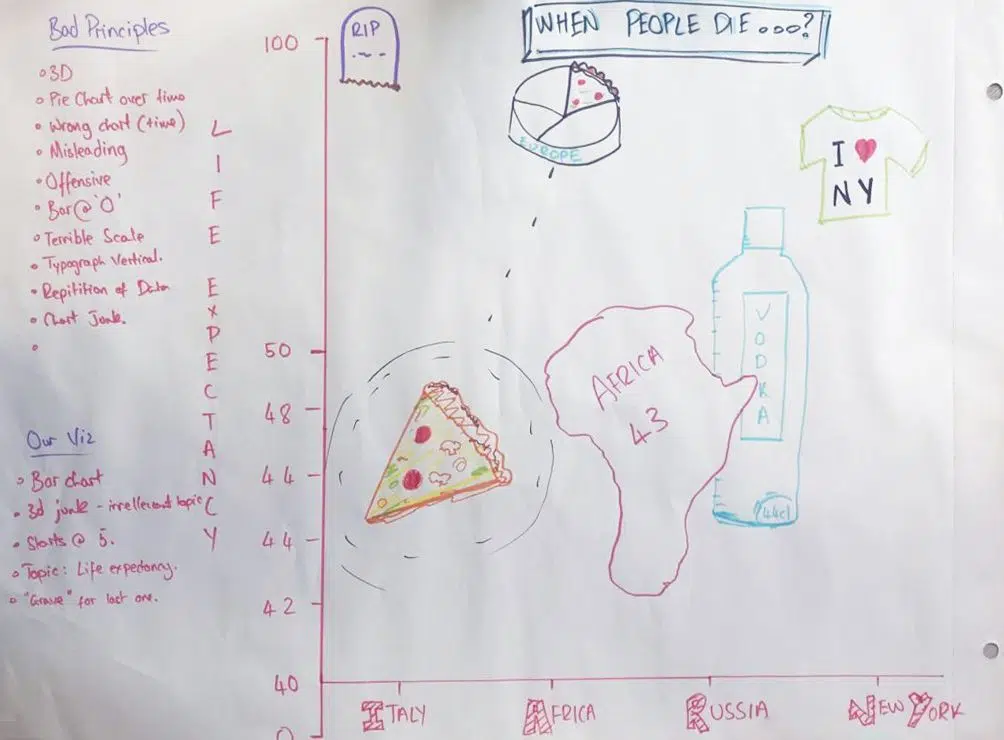 Bad Principles
3D
Pie Chart over time
Wrong chart (time)
Misleading
Offensive
Bar @ 'O'
Terrible Scale
Typograph Vertical.
Repitition of Data
Chart Junk.
Our Viz
Bar chart
3d junk - irrellevant topic
Starts @ 5.
Topic: Life expectancy.
"Grave" for last one.
LIFE EXPECTANCY
100
50
48
44
44
42
40
0
RIP
WHEN PEOPLE DIE...?
EUROPE
I ♥
NY
AFRICA
43
VODKA
44cl
ITALY
AFRICA
RUSSIA
NEW YORK